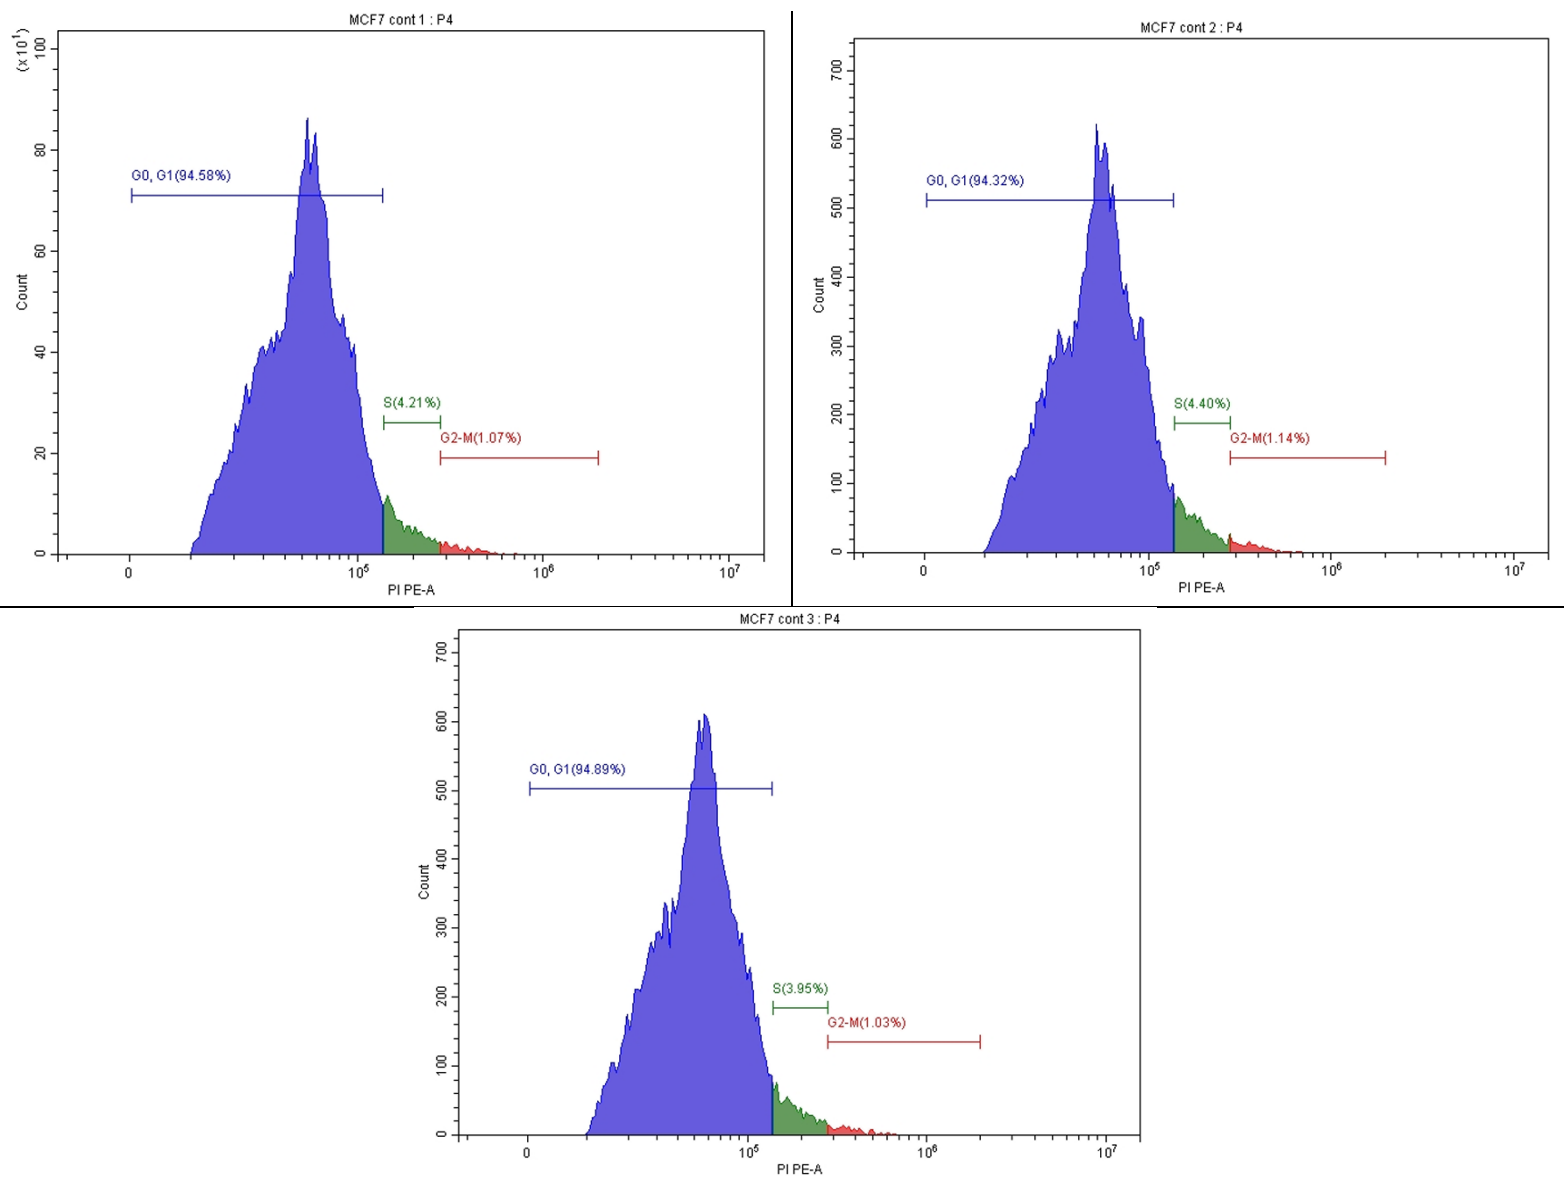 MCF7 cont 1 : P4
(x 10¹)
100
80
60
40
20
0
Count
G0, G1(94.58%)
S(4.21%)
G2-M(1.07%)
0 10⁵ 10⁶ 10⁷
PI PE-A
MCF7 cont 2 : P4
700
600
500
400
300
200
100
0
Count
G0, G1(94.32%)
S(4.40%)
G2-M(1.14%)
0 10⁵ 10⁶ 10⁷
PI PE-A
MCF7 cont 3 : P4
700
600
500
400
300
200
100
0
Count
G0, G1(94.89%)
S(3.95%)
G2-M(1.03%)
0 10⁵ 10⁶ 10⁷
PI PE-A